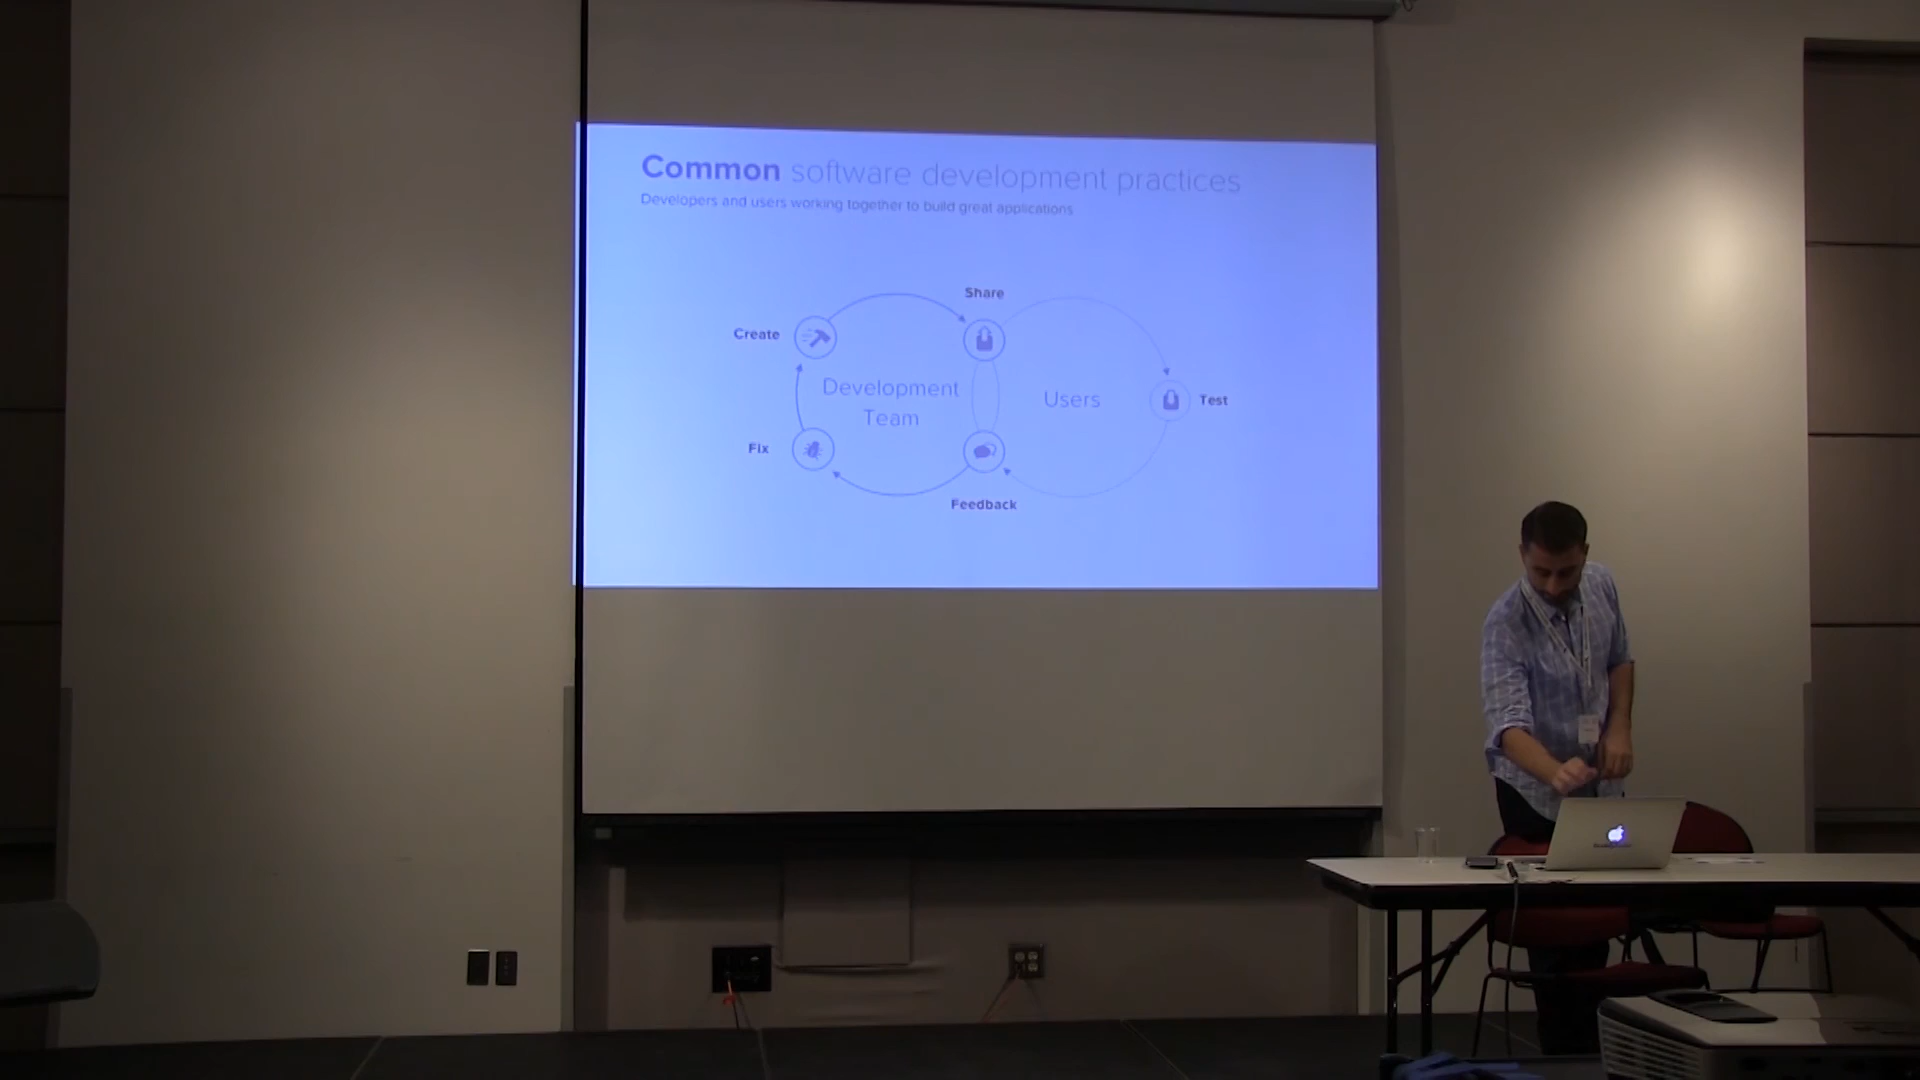 Common software development practices
Developers and users working together to build great applications
Share
Create
Development
Team
Users
Test
Fix
Feedback